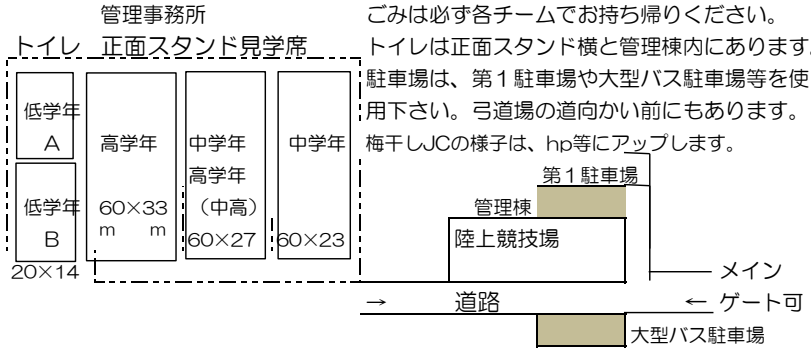 管理事務所
トイレ 正面スタンド見学席
ごみは必ず各チームでお持ち帰りください。
トイレは正面スタンド横と管理棟内にあります。
駐車場は、第1駐車場や大型バス駐車場等を使
用下さい。弓道場の道向かい前にもあります。
梅干しJCの様子は、hp等にアップします。
低学年
A
低学年
B
20×14
高学年
60×33
m m
中学年
高学年
（中高）
60×27
中学年
60×23
第1駐車場
管理棟
陸上競技場
メイン
→ 道路 ← ゲート可
大型バス駐車場